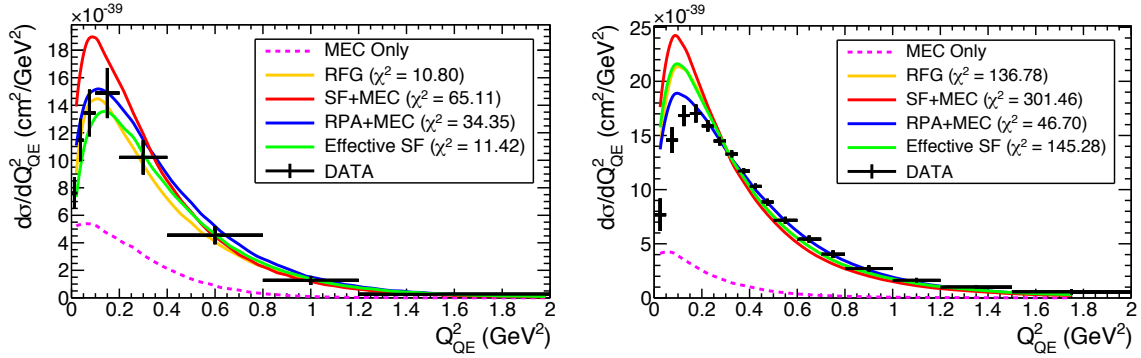 ×10⁻³⁹
dσ/dQ²QE (cm²/GeV²)
18
16
14
12
10
8
6
4
2
0
MEC Only
RFG (χ² = 10.80)
SF+MEC (χ² = 65.11)
RPA+MEC (χ² = 34.35)
Effective SF (χ² = 11.42)
DATA
0 0.2 0.4 0.6 0.8 1 1.2 1.4 1.6 1.8 2
Q²QE (GeV²)
×10⁻³⁹
dσ/dQ²QE (cm²/GeV²)
25
20
15
10
5
0
MEC Only
RFG (χ² = 136.78)
SF+MEC (χ² = 301.46)
RPA+MEC (χ² = 46.70)
Effective SF (χ² = 145.28)
DATA
0 0.2 0.4 0.6 0.8 1 1.2 1.4 1.6 1.8 2
Q²QE (GeV²)